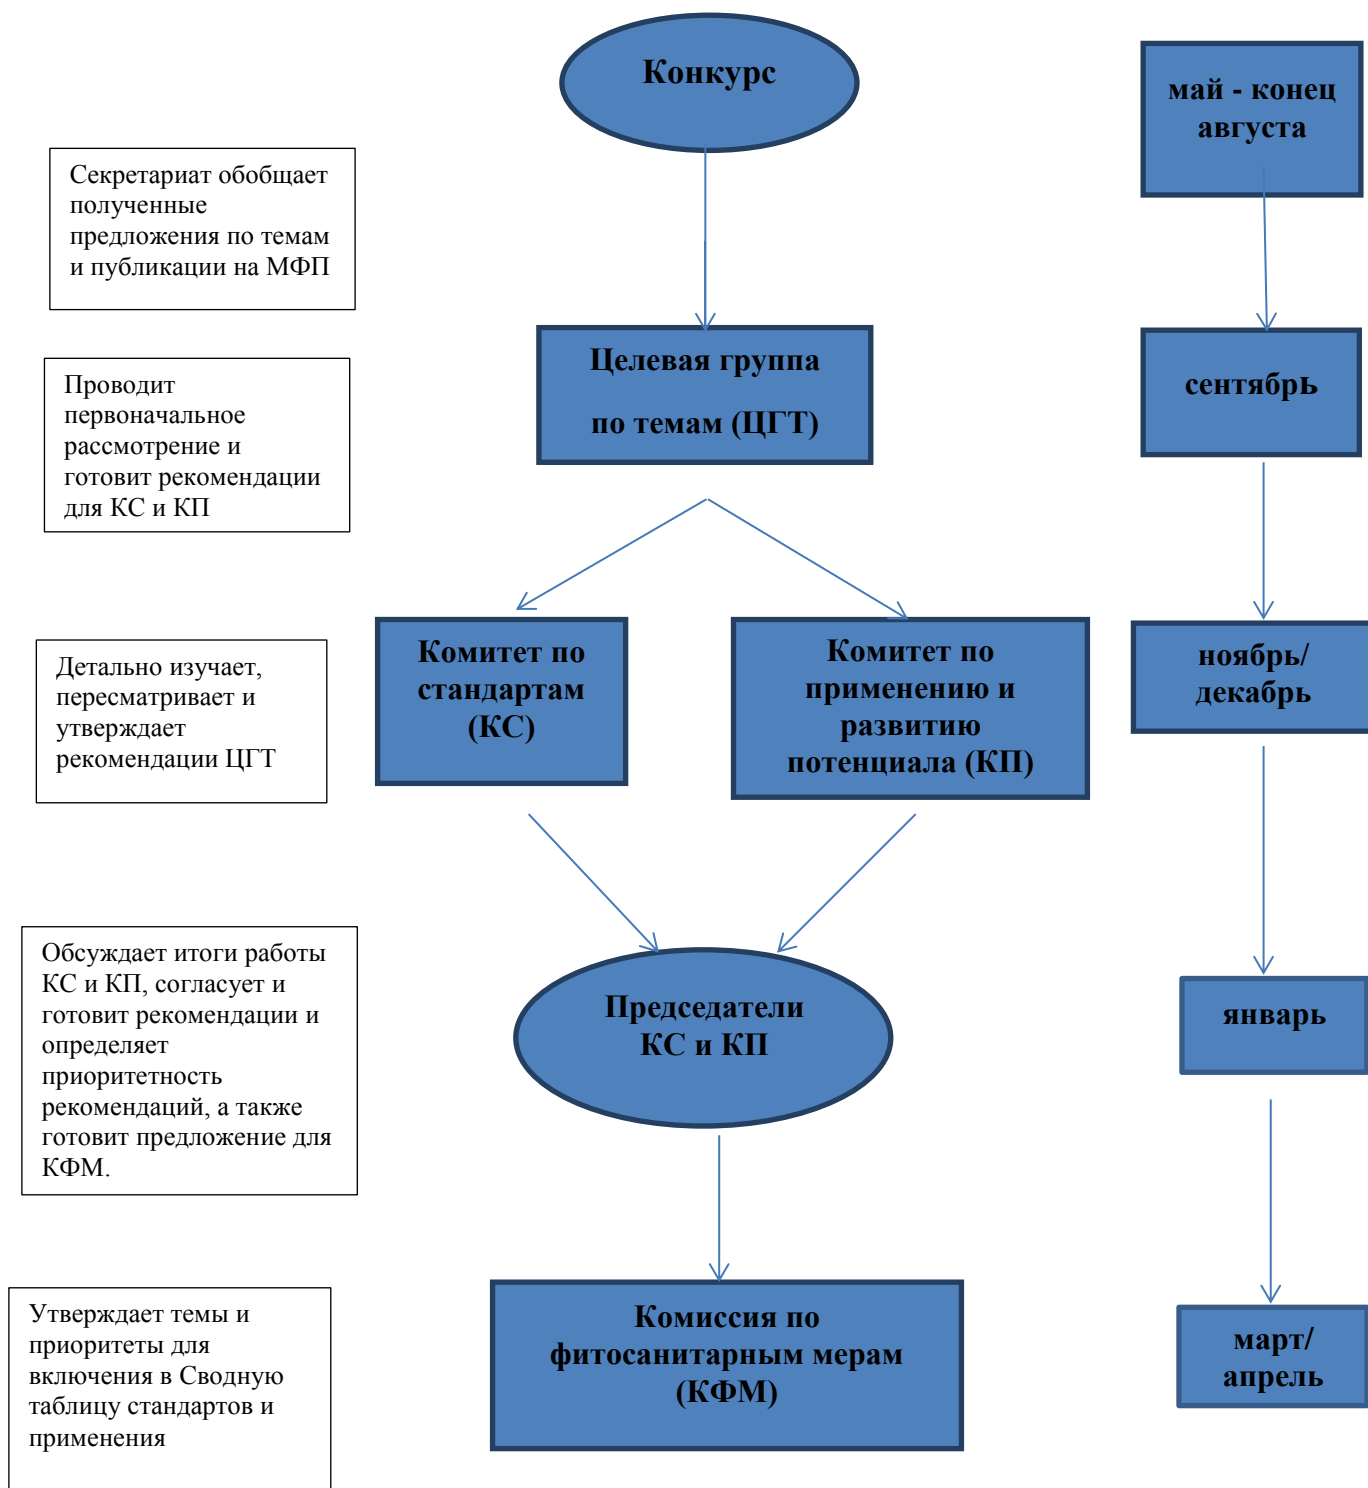 Конкурс
май - конец
августа
Секретариат обобщает
полученные
предложения по темам
и публикации на МФП
Целевая группа
по темам (ЦГТ)
сентябрь
Проводит
первоначальное
рассмотрение и
готовит рекомендации
для КС и КП
Комитет по
стандартам
(КС)
Комитет по
применению и
развитию
потенциала (КП)
ноябрь/
декабрь
Детально изучает,
пересматривает и
утверждает
рекомендации ЦГТ
Обсуждает итоги работы
КС и КП, согласует и
готовит рекомендации и
определяет
приоритетность
рекомендаций, а также
готовит предложение для
КФМ.
Председатели
КС и КП
январь
Утверждает темы и
приоритеты для
включения в Сводную
таблицу стандартов и
применения
Комиссия по
фитосанитарным мерам
(КФМ)
март/
апрель